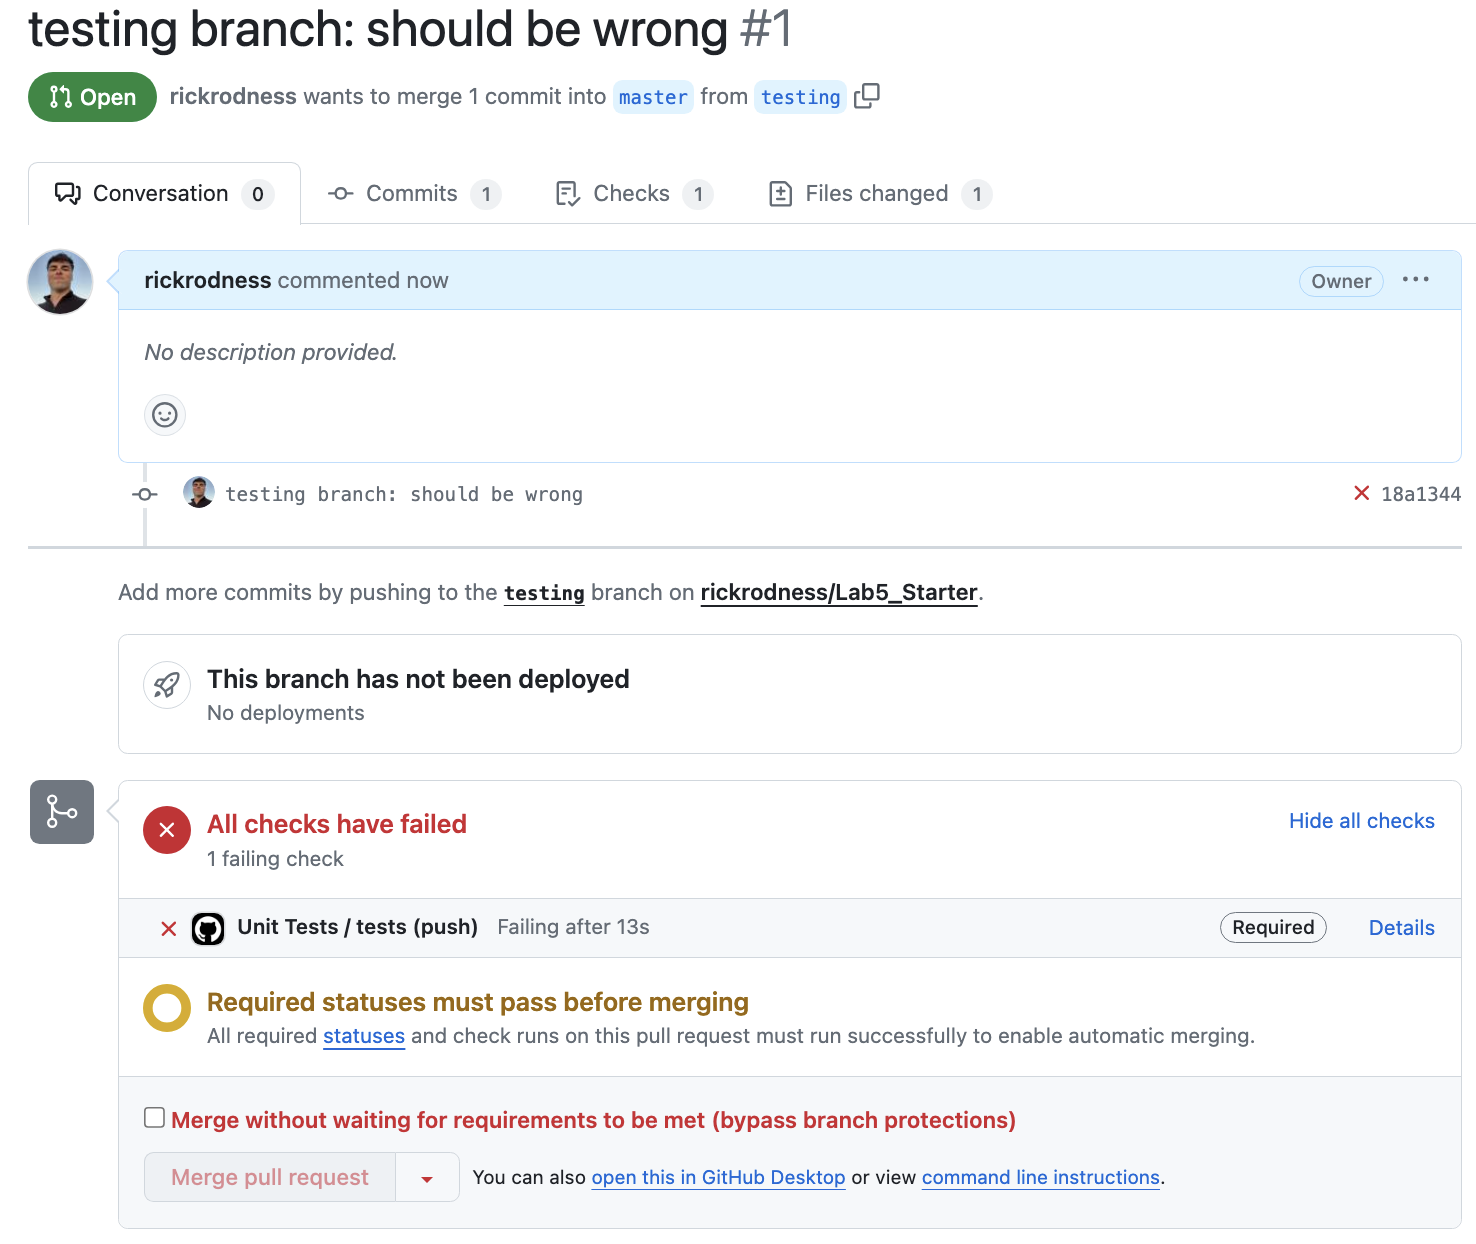 testing branch: should be wrong #1
Open rickrodness wants to merge 1 commit into master from testing
Conversation 0 Commits 1 Checks 1 Files changed 1
rickrodness commented now Owner ...
No description provided.
testing branch: should be wrong 18a1344
Add more commits by pushing to the testing branch on rickrodness/Lab5_Starter.
This branch has not been deployed
No deployments
All checks have failed Hide all checks
1 failing check
Unit Tests / tests (push) Failing after 13s Required Details
Required statuses must pass before merging
All required statuses and check runs on this pull request must run successfully to enable automatic merging.
Merge without waiting for requirements to be met (bypass branch protections)
Merge pull request You can also open this in GitHub Desktop or view command line instructions.